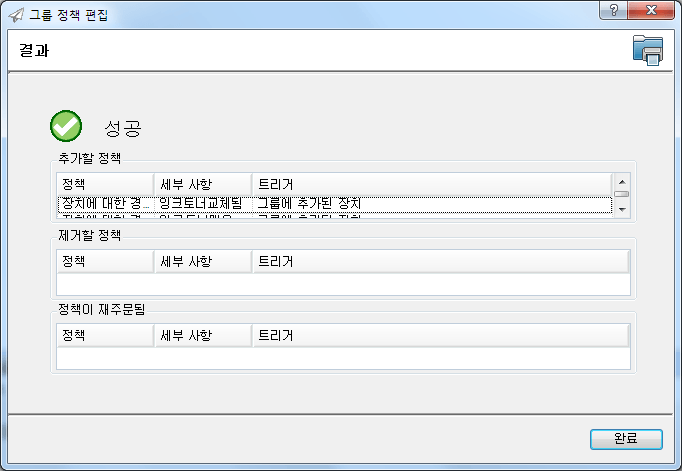 그룹 정책 편집
결과
성공
추가할 정책
정책 세부 사항 트리거
장치에 대한 경... 잉크토너교체됨 그룹에 추가된 장치
제거할 정책
정책 세부 사항 트리거
정책이 재주문됨
정책 세부 사항 트리거
완료